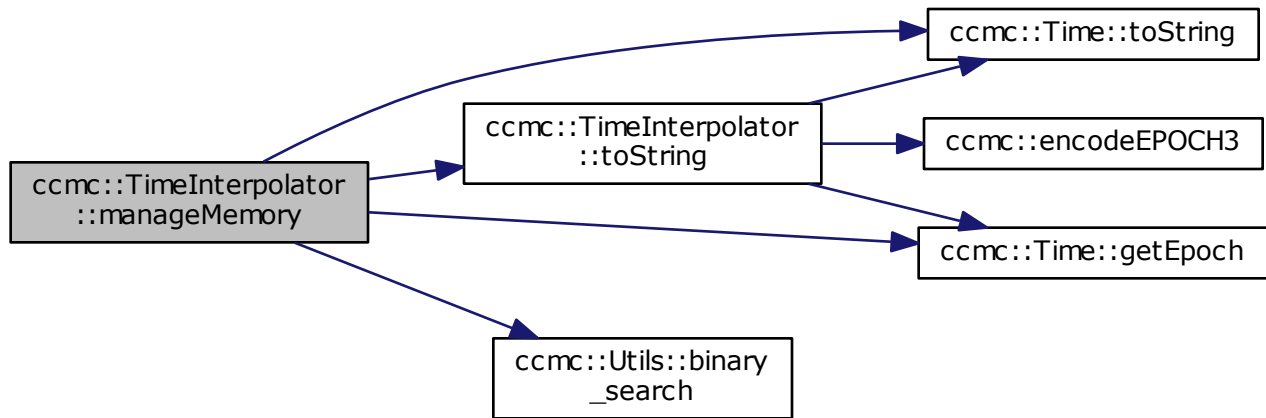 ccmc::TimeInterpolator
::manageMemory
ccmc::TimeInterpolator
::toString
ccmc::Time::toString
ccmc::encodeEPOCH3
ccmc::Time::getEpoch
ccmc::Utils::binary
_search